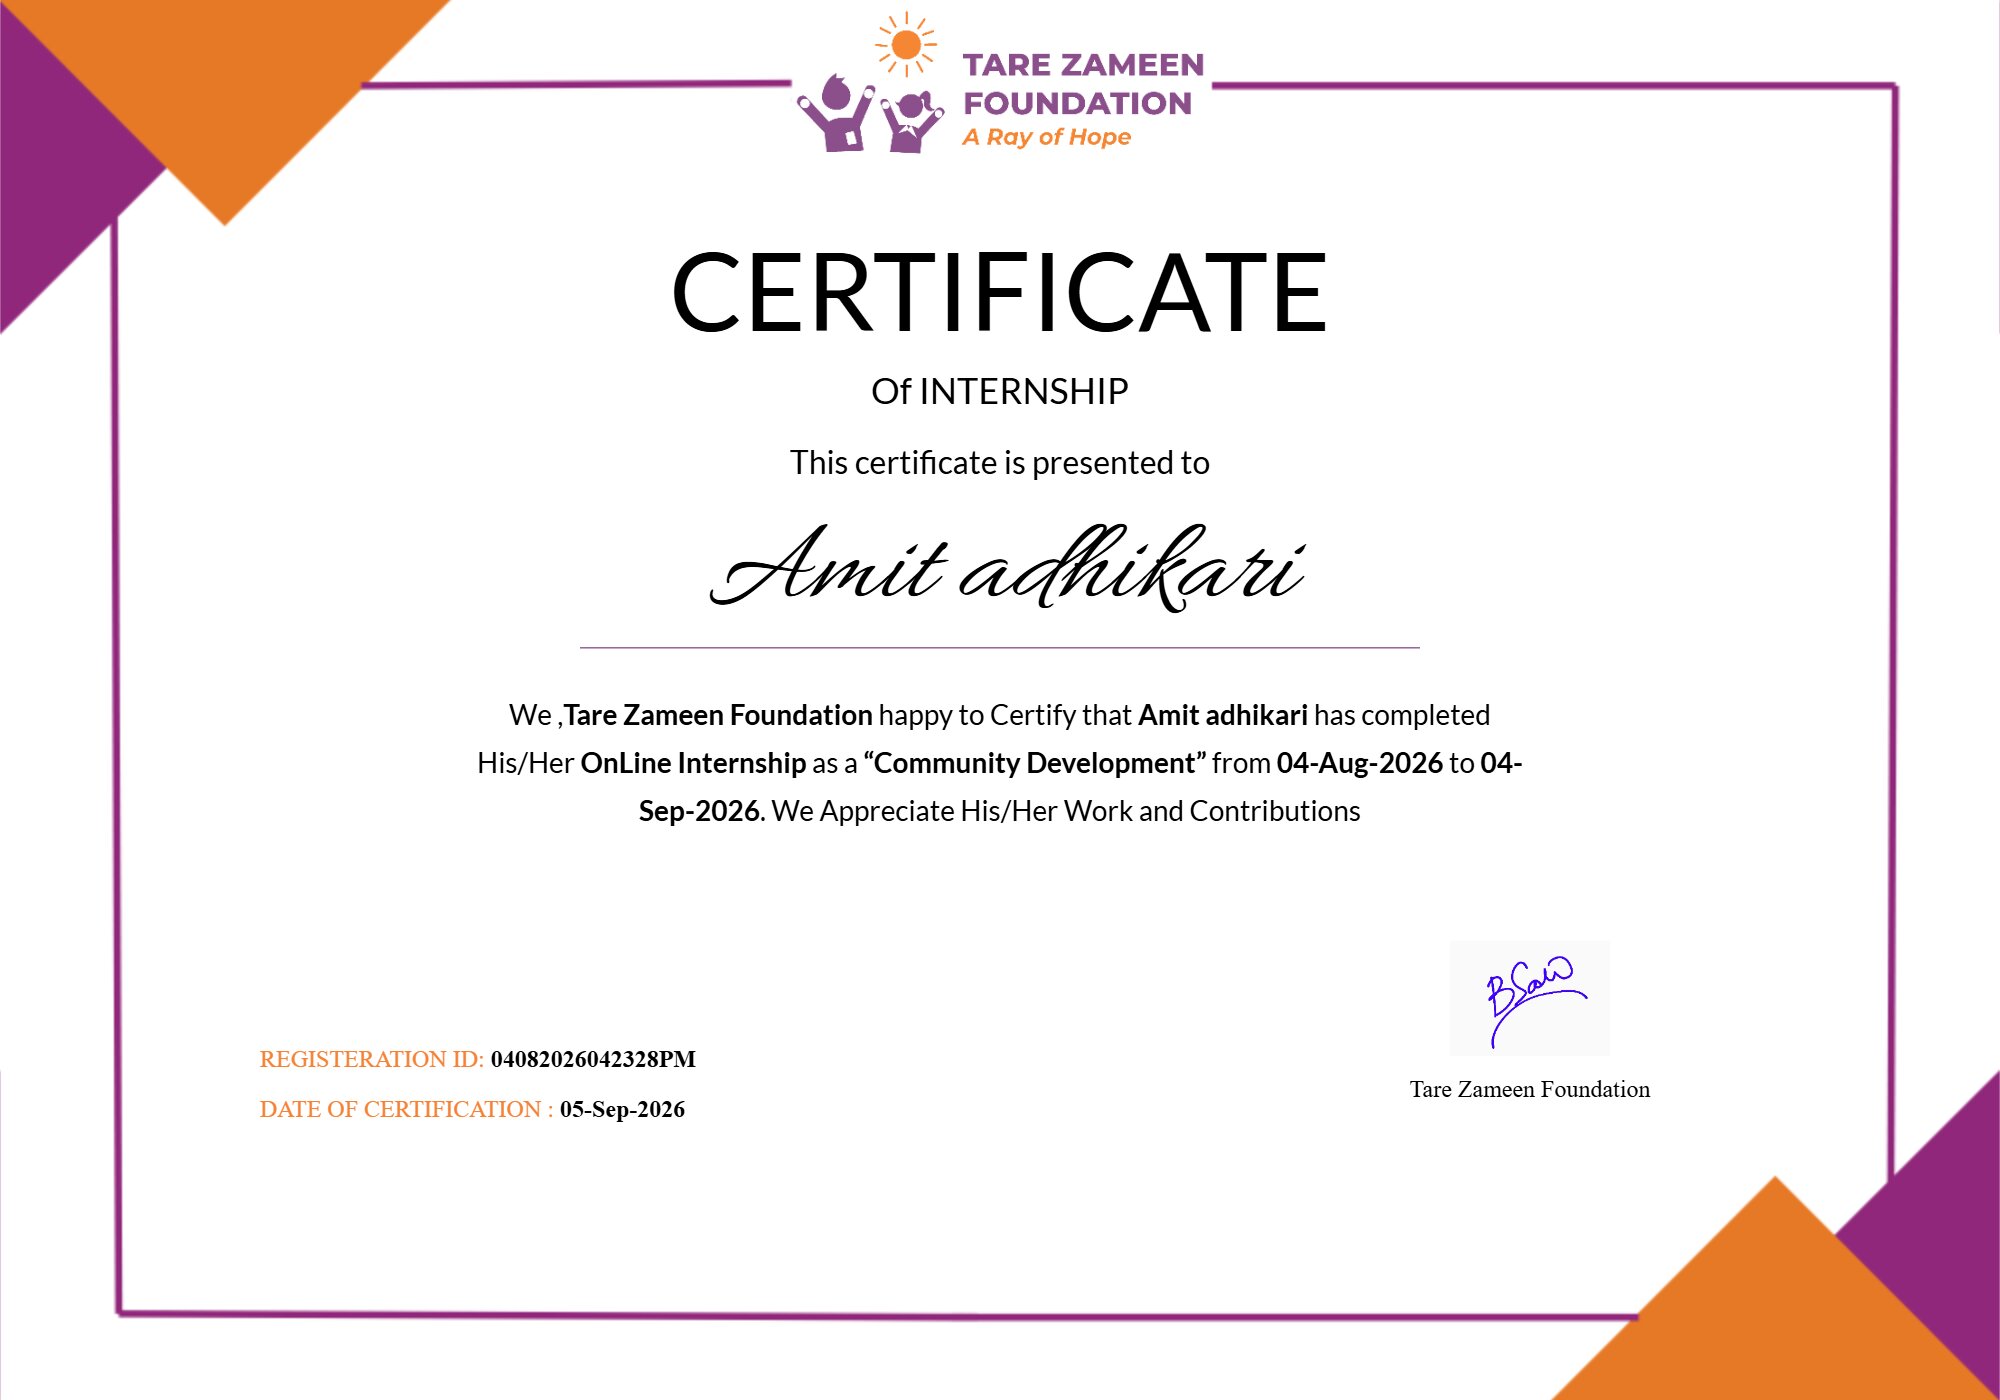 TARE ZAMEEN
FOUNDATION
A Ray of Hope
CERTIFICATE
Of INTERNSHIP
This certificate is presented to
Amit adhikari
We ,Tare Zameen Foundation happy to Certify that Amit adhikari has completed
His/Her OnLine Internship as a “Community Development” from 04-Aug-2026 to 04-
Sep-2026. We Appreciate His/Her Work and Contributions
REGISTERATION ID: 04082026042328PM
DATE OF CERTIFICATION : 05-Sep-2026
Tare Zameen Foundation